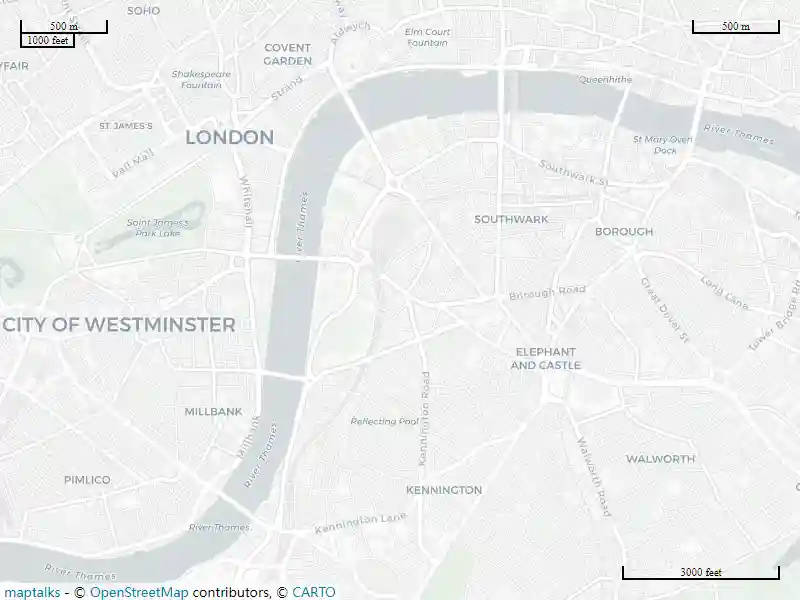 SOHO
500 m
500 m
1000 feet
Aldwych
Elm Court
Fountain
COVENT
GARDEN
Shakespeare
Fountain
Strand
Queenhithe
ST. JAMES'S
LONDON
River Thames
St Mary Overi
Dock
Pall Mall
Southwalk St
Whitehall
Saint James's
Park Lake
River Thames
SOUTHWARK
BOROUGH
Borough Road
Great Dover St
Long Lane
Tower Bridge Rd
CITY OF WESTMINSTER
ELEPHANT
AND CASTLE
MILLBANK
Millbank
River Thames
Reflecting Pool
Kennington Road
WALWORTH
Walworth Road
PIMLICO
KENNINGTON
River Thames
Kennington Lane
River Thames
3000 feet
maptalks - © OpenStreetMap contributors, © CARTO